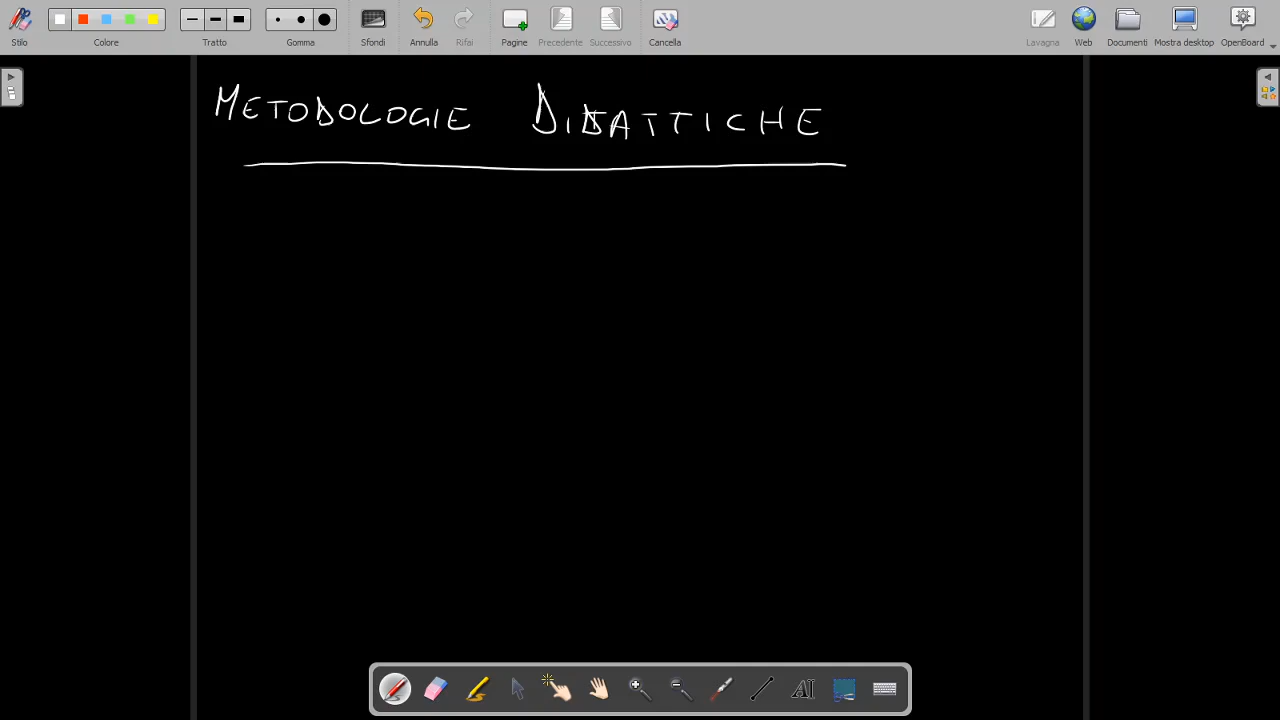 Stilo Colore Tratto Gomma Sfondi Annulla Rifai Pagine Precedente Successivo Cancella Lavagna Web Documenti Mostra desktop OpenBoard
METODOLOGIE DIDATTICHE
AI